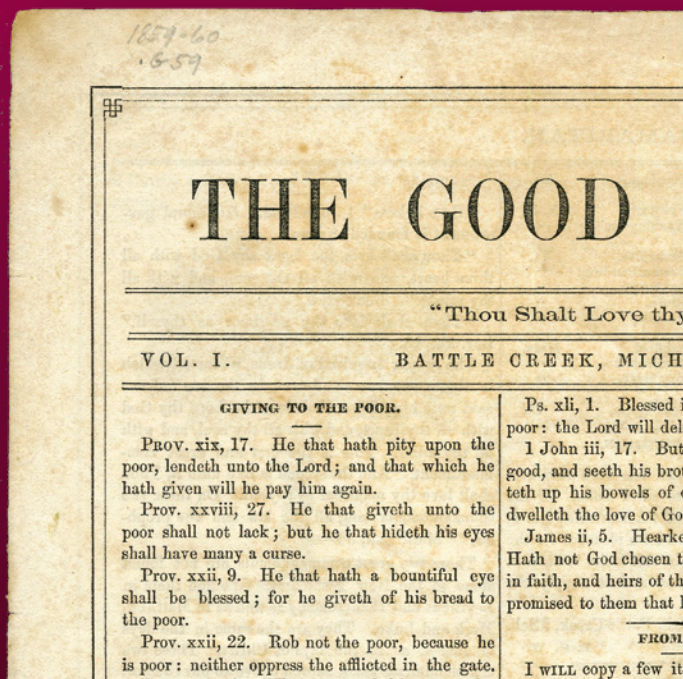 1859-60
.G59
THE GOOD
“Thou Shalt Love thy
VOL. I.
BATTLE CREEK, MICH
GIVING TO THE POOR.
PROV. xix, 17. He that hath pity upon the
poor, lendeth unto the Lord; and that which he
hath given will he pay him again.
Prov. xxviii, 27. He that giveth unto the
poor shall not lack; but he that hideth his eyes
shall have many a curse.
Prov. xxii, 9. He that hath a bountiful eye
shall be blessed; for he giveth of his bread to
the poor.
Prov. xxii, 22. Rob not the poor, because he
is poor: neither oppress the afflicted in the gate.
Ps. xli, 1. Blessed i
poor: the Lord will del
1 John iii, 17. But
good, and seeth his brot
teth up his bowels of
dwelleth the love of Go
James ii, 5. Hearke
Hath not God chosen t
in faith, and heirs of th
promised to them that l
FROM
I WILL copy a few it